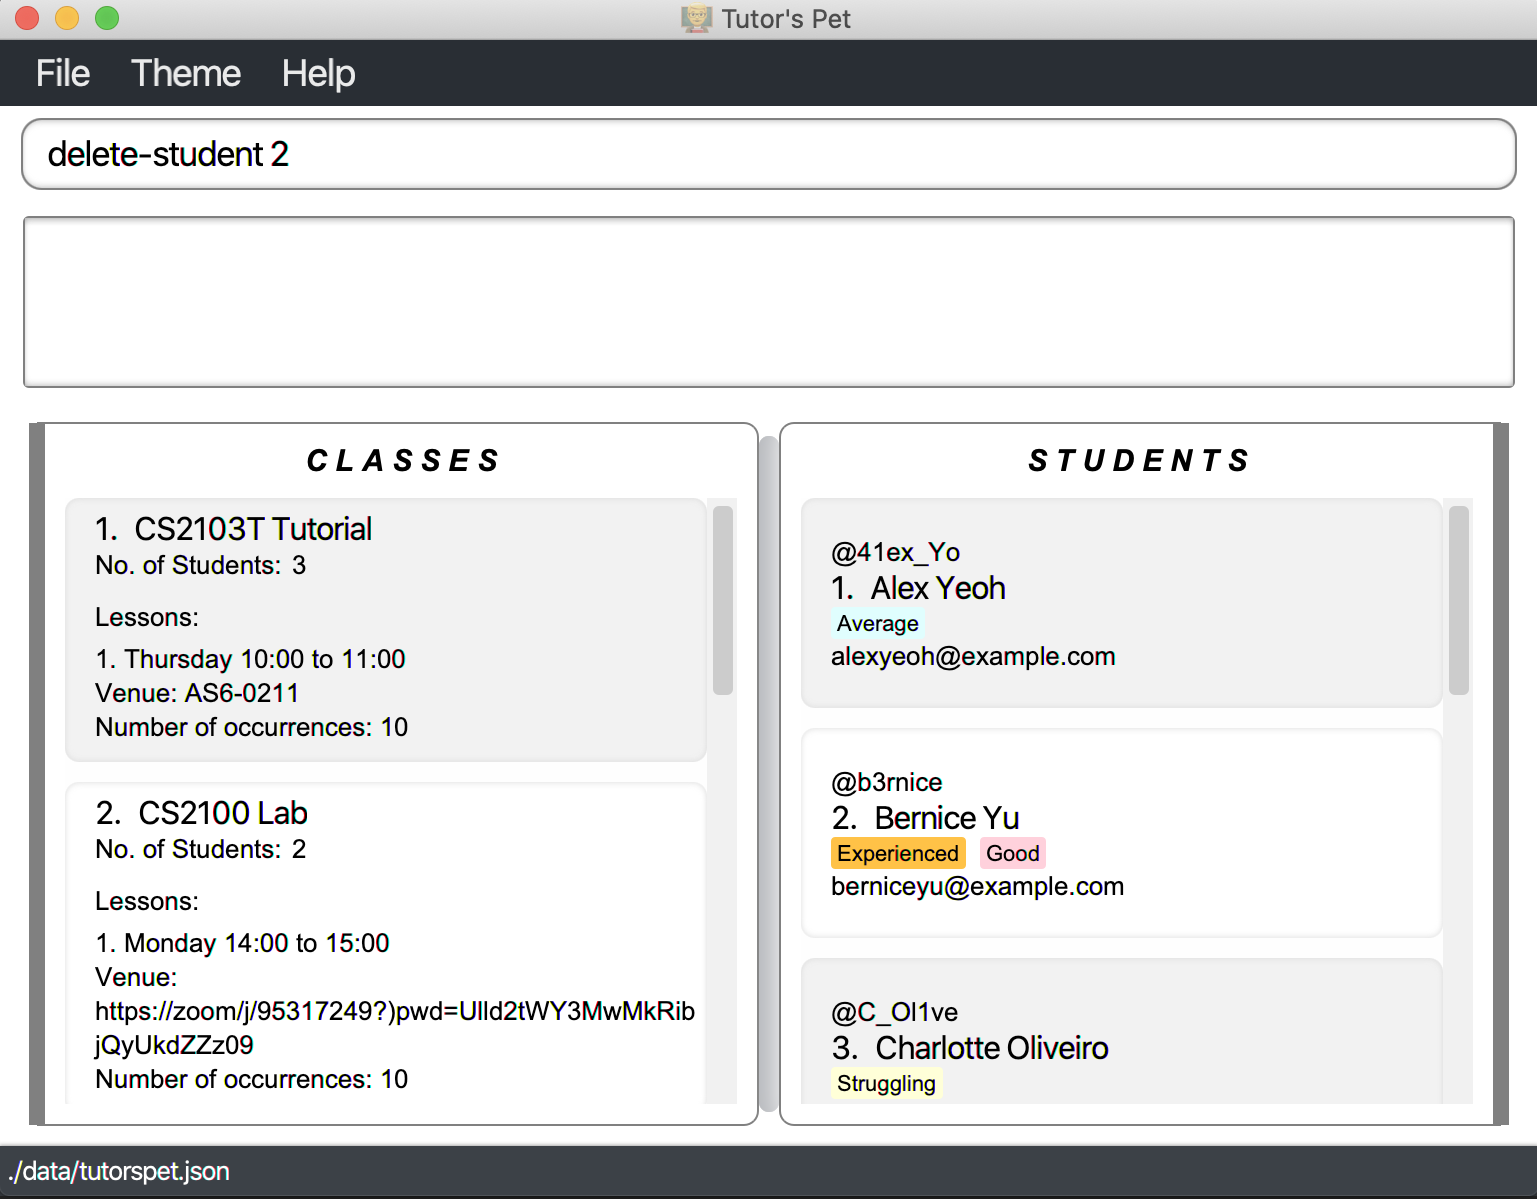 Tutor's Pet
File Theme Help
delete-student 2
CLASSES
1. CS2103T Tutorial
No. of Students: 3
Lessons:
1. Thursday 10:00 to 11:00
Venue: AS6-0211
Number of occurrences: 10
2. CS2100 Lab
No. of Students: 2
Lessons:
1. Monday 14:00 to 15:00
Venue:
https://zoom/j/95317249?)pwd=Ulld2tWY3MwMkRib
jQyUkdZZz09
Number of occurrences: 10
STUDENTS
@41ex_Yo
1. Alex Yeoh
Average
alexyeoh@example.com
@b3rnice
2. Bernice Yu
Experienced Good
berniceyu@example.com
@C_Ol1ve
3. Charlotte Oliveiro
Struggling
./data/tutorspet.json